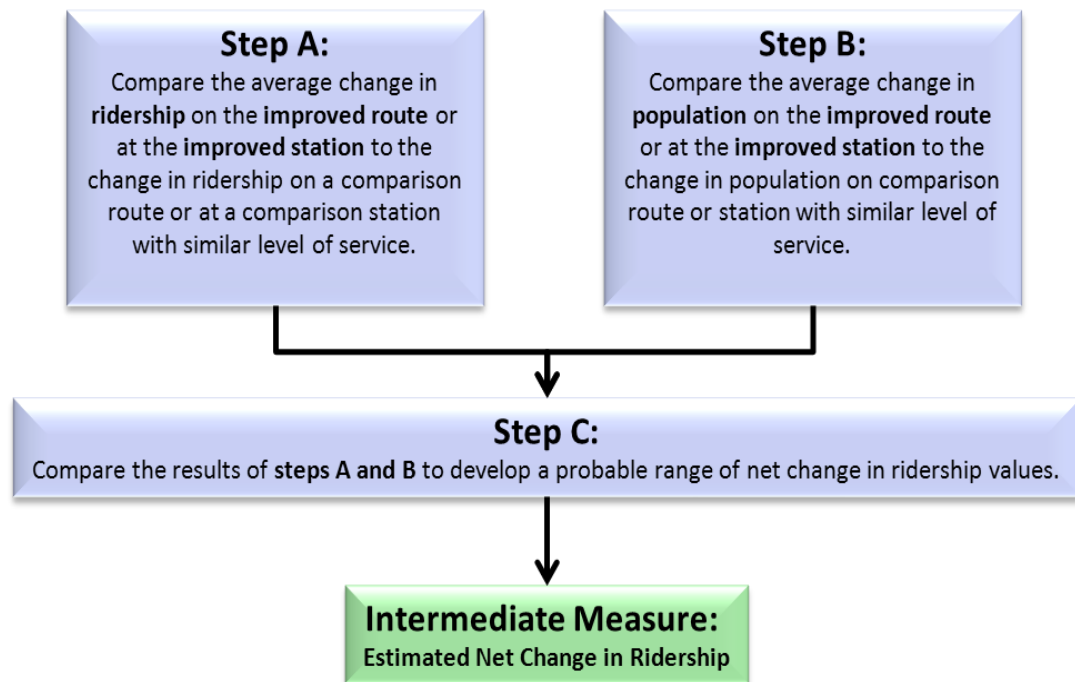 Step A:
Compare the average change in
ridership on the improved route or
at the improved station to the
change in ridership on a comparison
route or at a comparison station
with similar level of service.
Step B:
Compare the average change in
population on the improved route
or at the improved station to the
change in population on comparison
route or station with similar level of
service.
Step C:
Compare the results of steps A and B to develop a probable range of net change in ridership values.
Intermediate Measure:
Estimated Net Change in Ridership